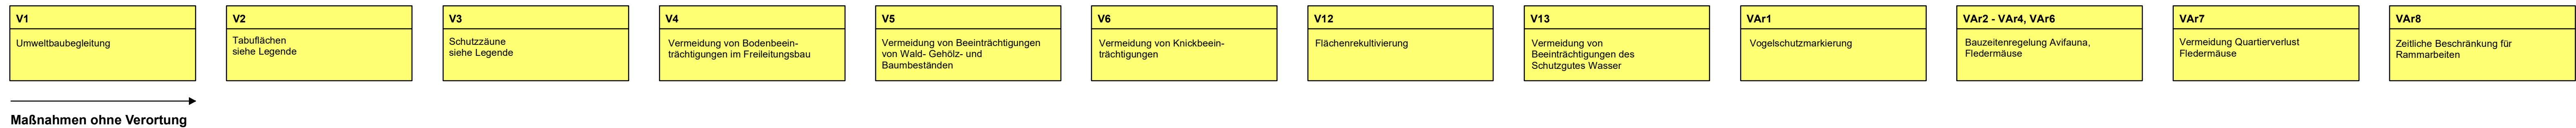 V1
Umweltbaubegleitung
V2
Tabuflächen
siehe Legende
V3
Schutzzäune
siehe Legende
V4
Vermeidung von Bodenbeein-
trächtigungen im Freileitungsbau
V5
Vermeidung von Beeinträchtigungen
von Wald- Gehölz- und
Baumbeständen
V6
Vermeidung von Knickbeein-
trächtigungen
V12
Flächenrekultivierung
V13
Vermeidung von
Beeinträchtigungen des
Schutzgutes Wasser
VAr1
Vogelschutzmarkierung
VAr2 - VAr4, VAr6
Bauzeitenregelung Avifauna,
Fledermäuse
VAr7
Vermeidung Quartierverlust
Fledermäuse
VAr8
Zeitliche Beschränkung für
Rammarbeiten
Maßnahmen ohne Verortung